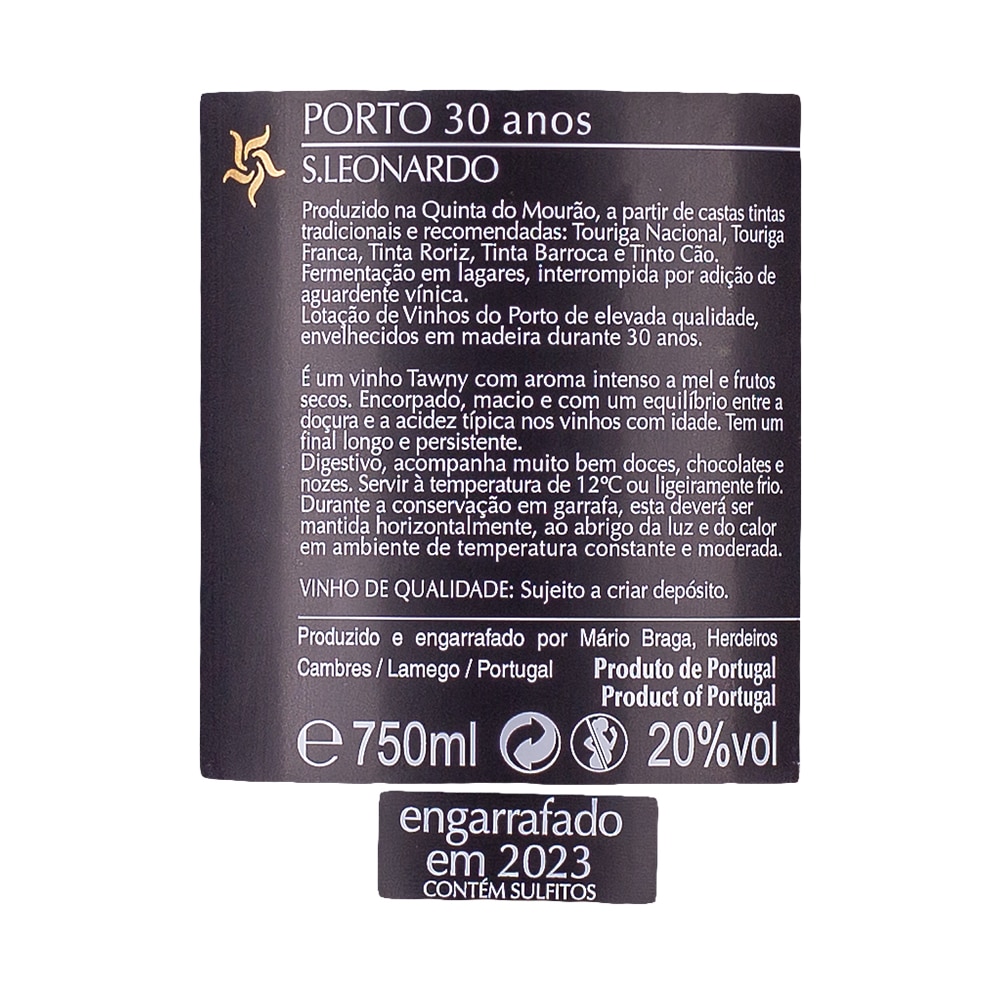 PORTO 30 anos
S.LEONARDO
Produzido na Quinta do Mourão, a partir de castas tintas
tradicionais e recomendadas: Touriga Nacional, Touriga
Franca, Tinta Roriz, Tinta Barroca e Tinto Cão.
Fermentação em lagares, interrompida por adição de
aguardente vínica.
Lotação de Vinhos do Porto de elevada qualidade,
envelhecidos em madeira durante 30 anos.
É um vinho Tawny com aroma intenso a mel e frutos
secos. Encorpado, macio e com um equilíbrio entre a
doçura e a acidez típica nos vinhos com idade. Tem um
final longo e persistente.
Digestivo, acompanha muito bem doces, chocolates e
nozes. Servir à temperatura de 12ºC ou ligeiramente frio.
Durante a conservação em garrafa, esta deverá ser
mantida horizontalmente, ao abrigo da luz e do calor
em ambiente de temperatura constante e moderada.
VINHO DE QUALIDADE: Sujeito a criar depósito.
Produzido e engarrafado por Mário Braga, Herdeiros
Cambres / Lamego / Portugal
Produto de Portugal
Product of Portugal
℮ 750ml 20%vol
engarrafado
em 2023
CONTÉM SULFITOS